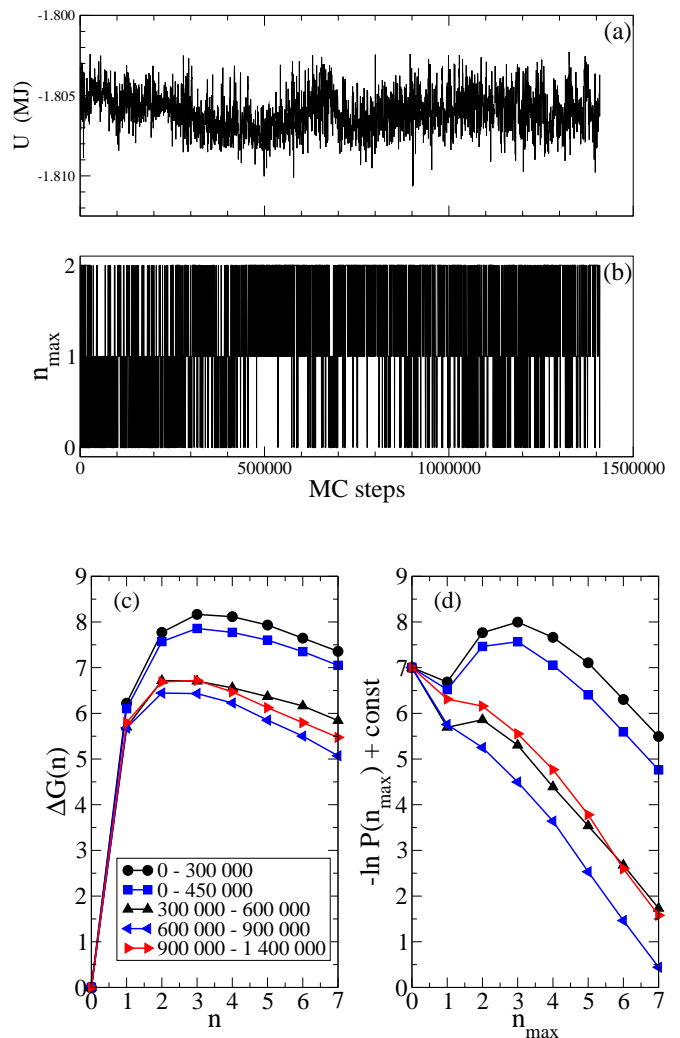 (a)
-1.800
-1.805
-1.810
U (MJ)
(b)
2
1
0
n_max
0 500000 1000000 1500000
MC steps
(c)
9
8
7
6
5
4
3
2
1
0
ΔG(n)
0 - 300 000
0 - 450 000
300 000 - 600 000
600 000 - 900 000
900 000 - 1 400 000
0 1 2 3 4 5 6 7
n
(d)
9
8
7
6
5
4
3
2
1
0
-ln P(n_max) + const
0 1 2 3 4 5 6 7
n_max